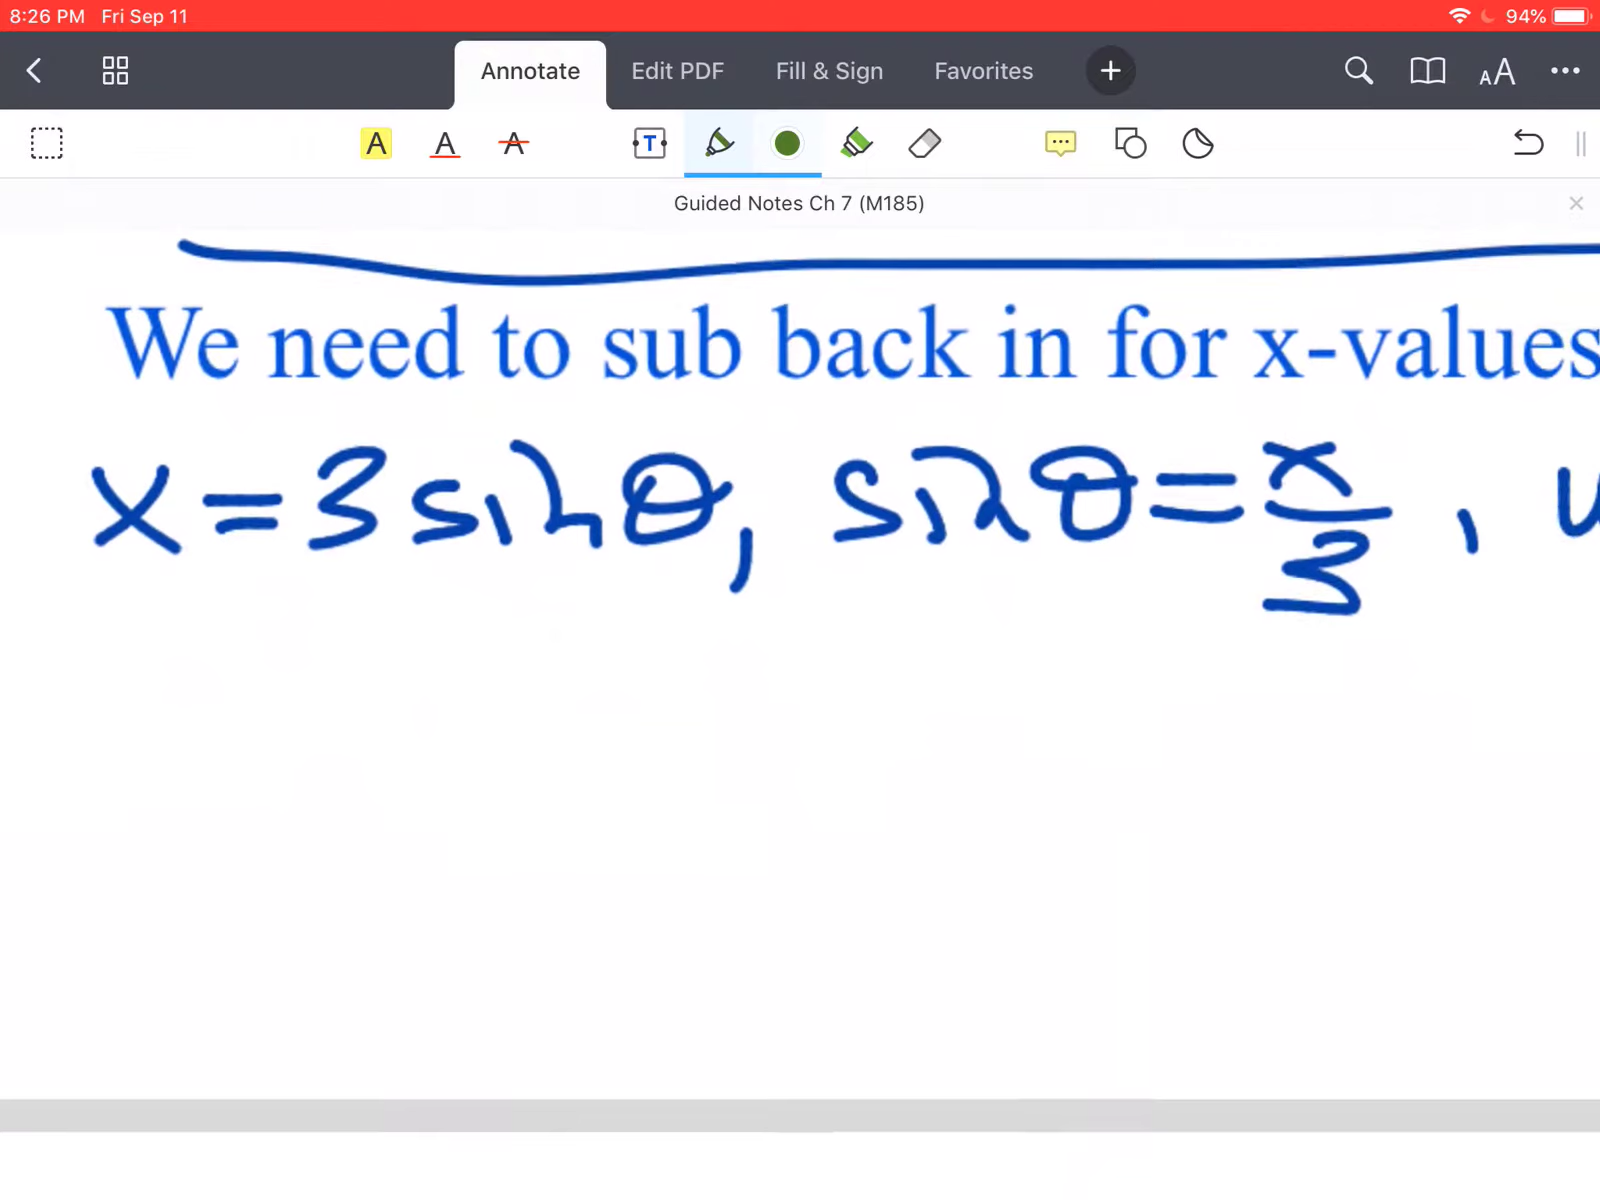 8:26 PM Fri Sep 11 94%
Annotate Edit PDF Fill & Sign Favorites + AA
A A A T
Guided Notes Ch 7 (M185)
We need to sub back in for x-values
x=3sinθ, sinθ=x/3,